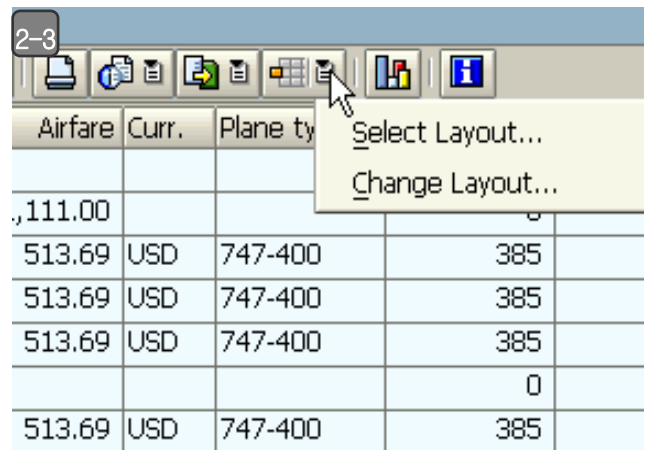 2-3
Airfare Curr. Plane ty
Select Layout...
Change Layout...
,111.00
513.69 USD 747-400 385
513.69 USD 747-400 385
513.69 USD 747-400 385
0
513.69 USD 747-400 385